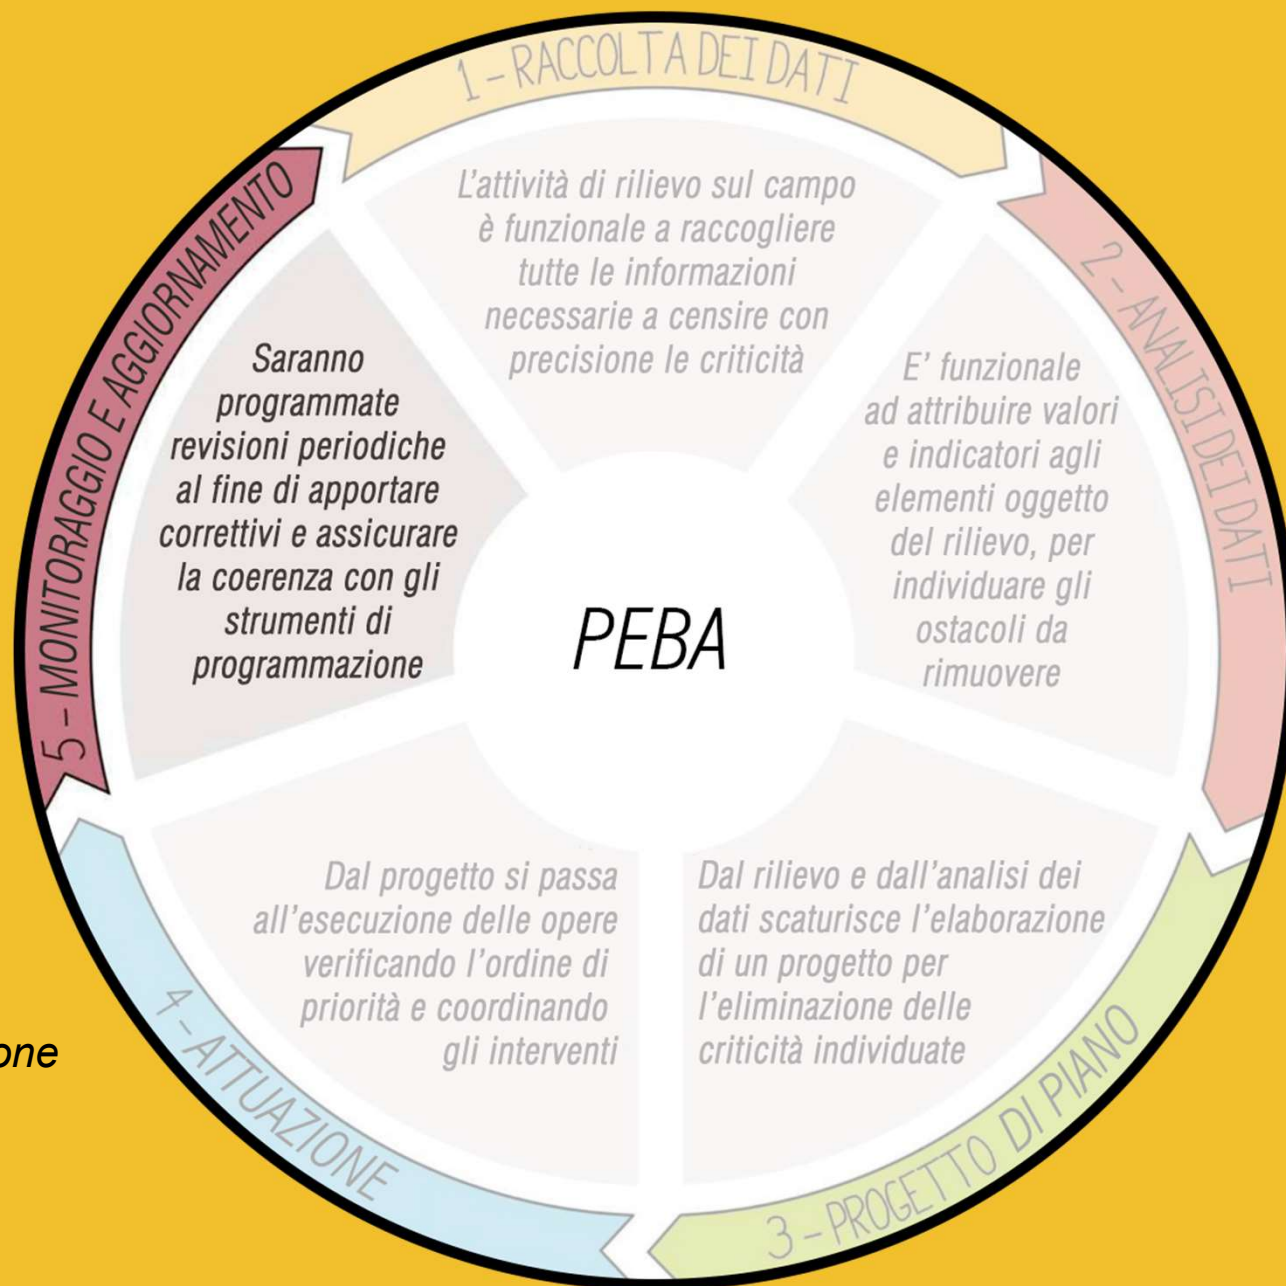 1 - RACCOLTA DEI DATI
L'attività di rilievo sul campo
è funzionale a raccogliere
tutte le informazioni
necessarie a censire con
precisione le criticità
2 - ANALISI DEI DATI
E' funzionale
ad attribuire valori
e indicatori agli
elementi oggetto
del rilievo, per
individuare gli
ostacoli da
rimuovere
3 - PROGETTO DI PIANO
Dal rilievo e dall'analisi dei
dati scaturisce l'elaborazione
di un progetto per
l'eliminazione delle
criticità individuate
4 - ATTUAZIONE
Dal progetto si passa
all'esecuzione delle opere
verificando l'ordine di
priorità e coordinando
gli interventi
5 - MONITORAGGIO E AGGIORNAMENTO
Saranno
programmate
revisioni periodiche
al fine di apportare
correttivi e assicurare
la coerenza con gli
strumenti di
programmazione
PEBA
one